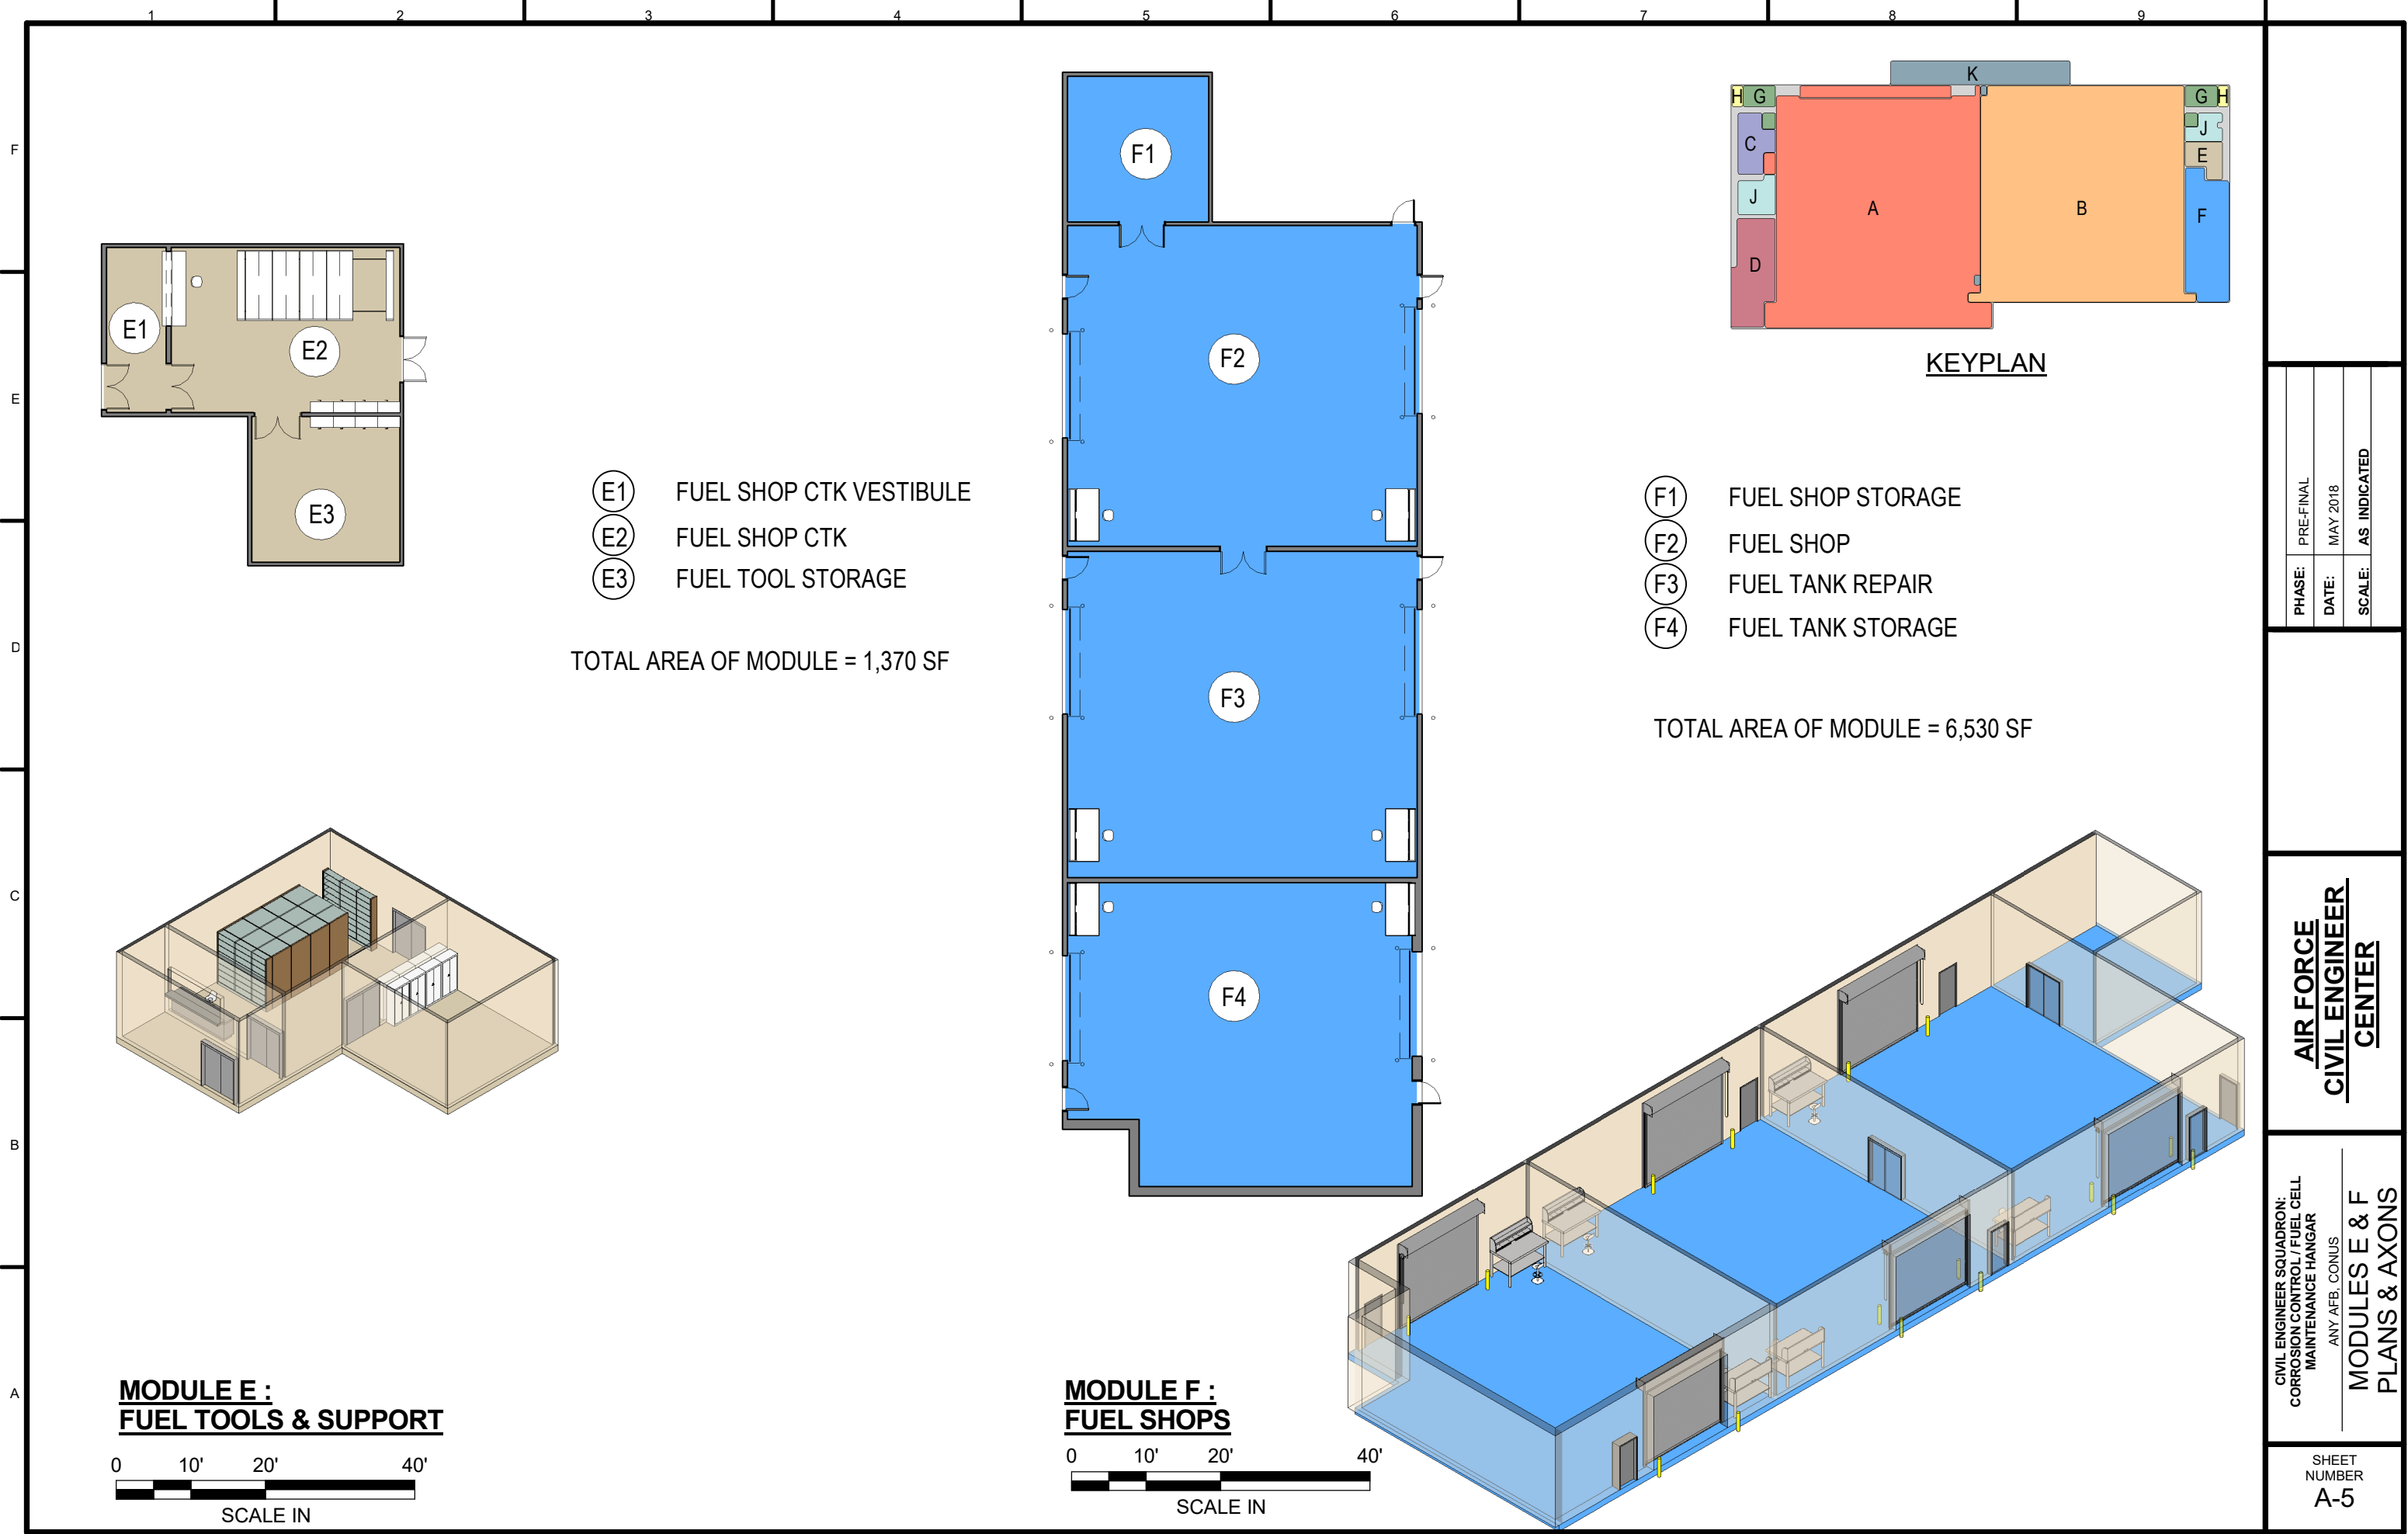 1 2 3 4 5 6 7 8 9
F
E
D
C
B
A
E1
E2
E3
E1 FUEL SHOP CTK VESTIBULE
E2 FUEL SHOP CTK
E3 FUEL TOOL STORAGE
TOTAL AREA OF MODULE = 1,370 SF
MODULE E :
FUEL TOOLS & SUPPORT
0 10' 20' 40'
SCALE IN
F1
F2
F3
F4
MODULE F :
FUEL SHOPS
0 10' 20' 40'
SCALE IN
K
H G G H
C J
E
J
A B F
D
KEYPLAN
F1 FUEL SHOP STORAGE
F2 FUEL SHOP
F3 FUEL TANK REPAIR
F4 FUEL TANK STORAGE
TOTAL AREA OF MODULE = 6,530 SF
PHASE: PRE-FINAL
DATE: MAY 2018
SCALE: AS INDICATED
AIR FORCE
CIVIL ENGINEER
CENTER
CIVIL ENGINEER SQUADRON:
CORROSION CONTROL / FUEL CELL
MAINTENANCE HANGAR
ANY AFB, CONUS
MODULES E & F
PLANS & AXONS
SHEET
NUMBER
A-5